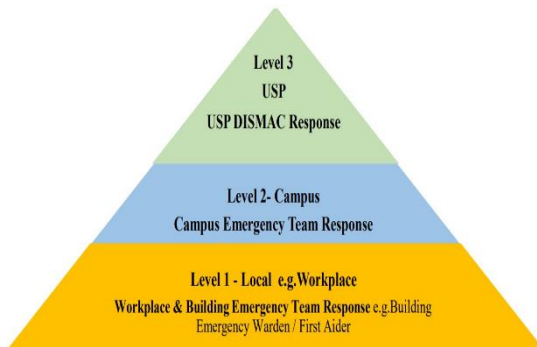 Level 3
USP
USP DISMAC Response
Level 2- Campus
Campus Emergency Team Response
Level 1 - Local e.g.Workplace
Workplace & Building Emergency Team Response e.g.Building
Emergency Warden / First Aider